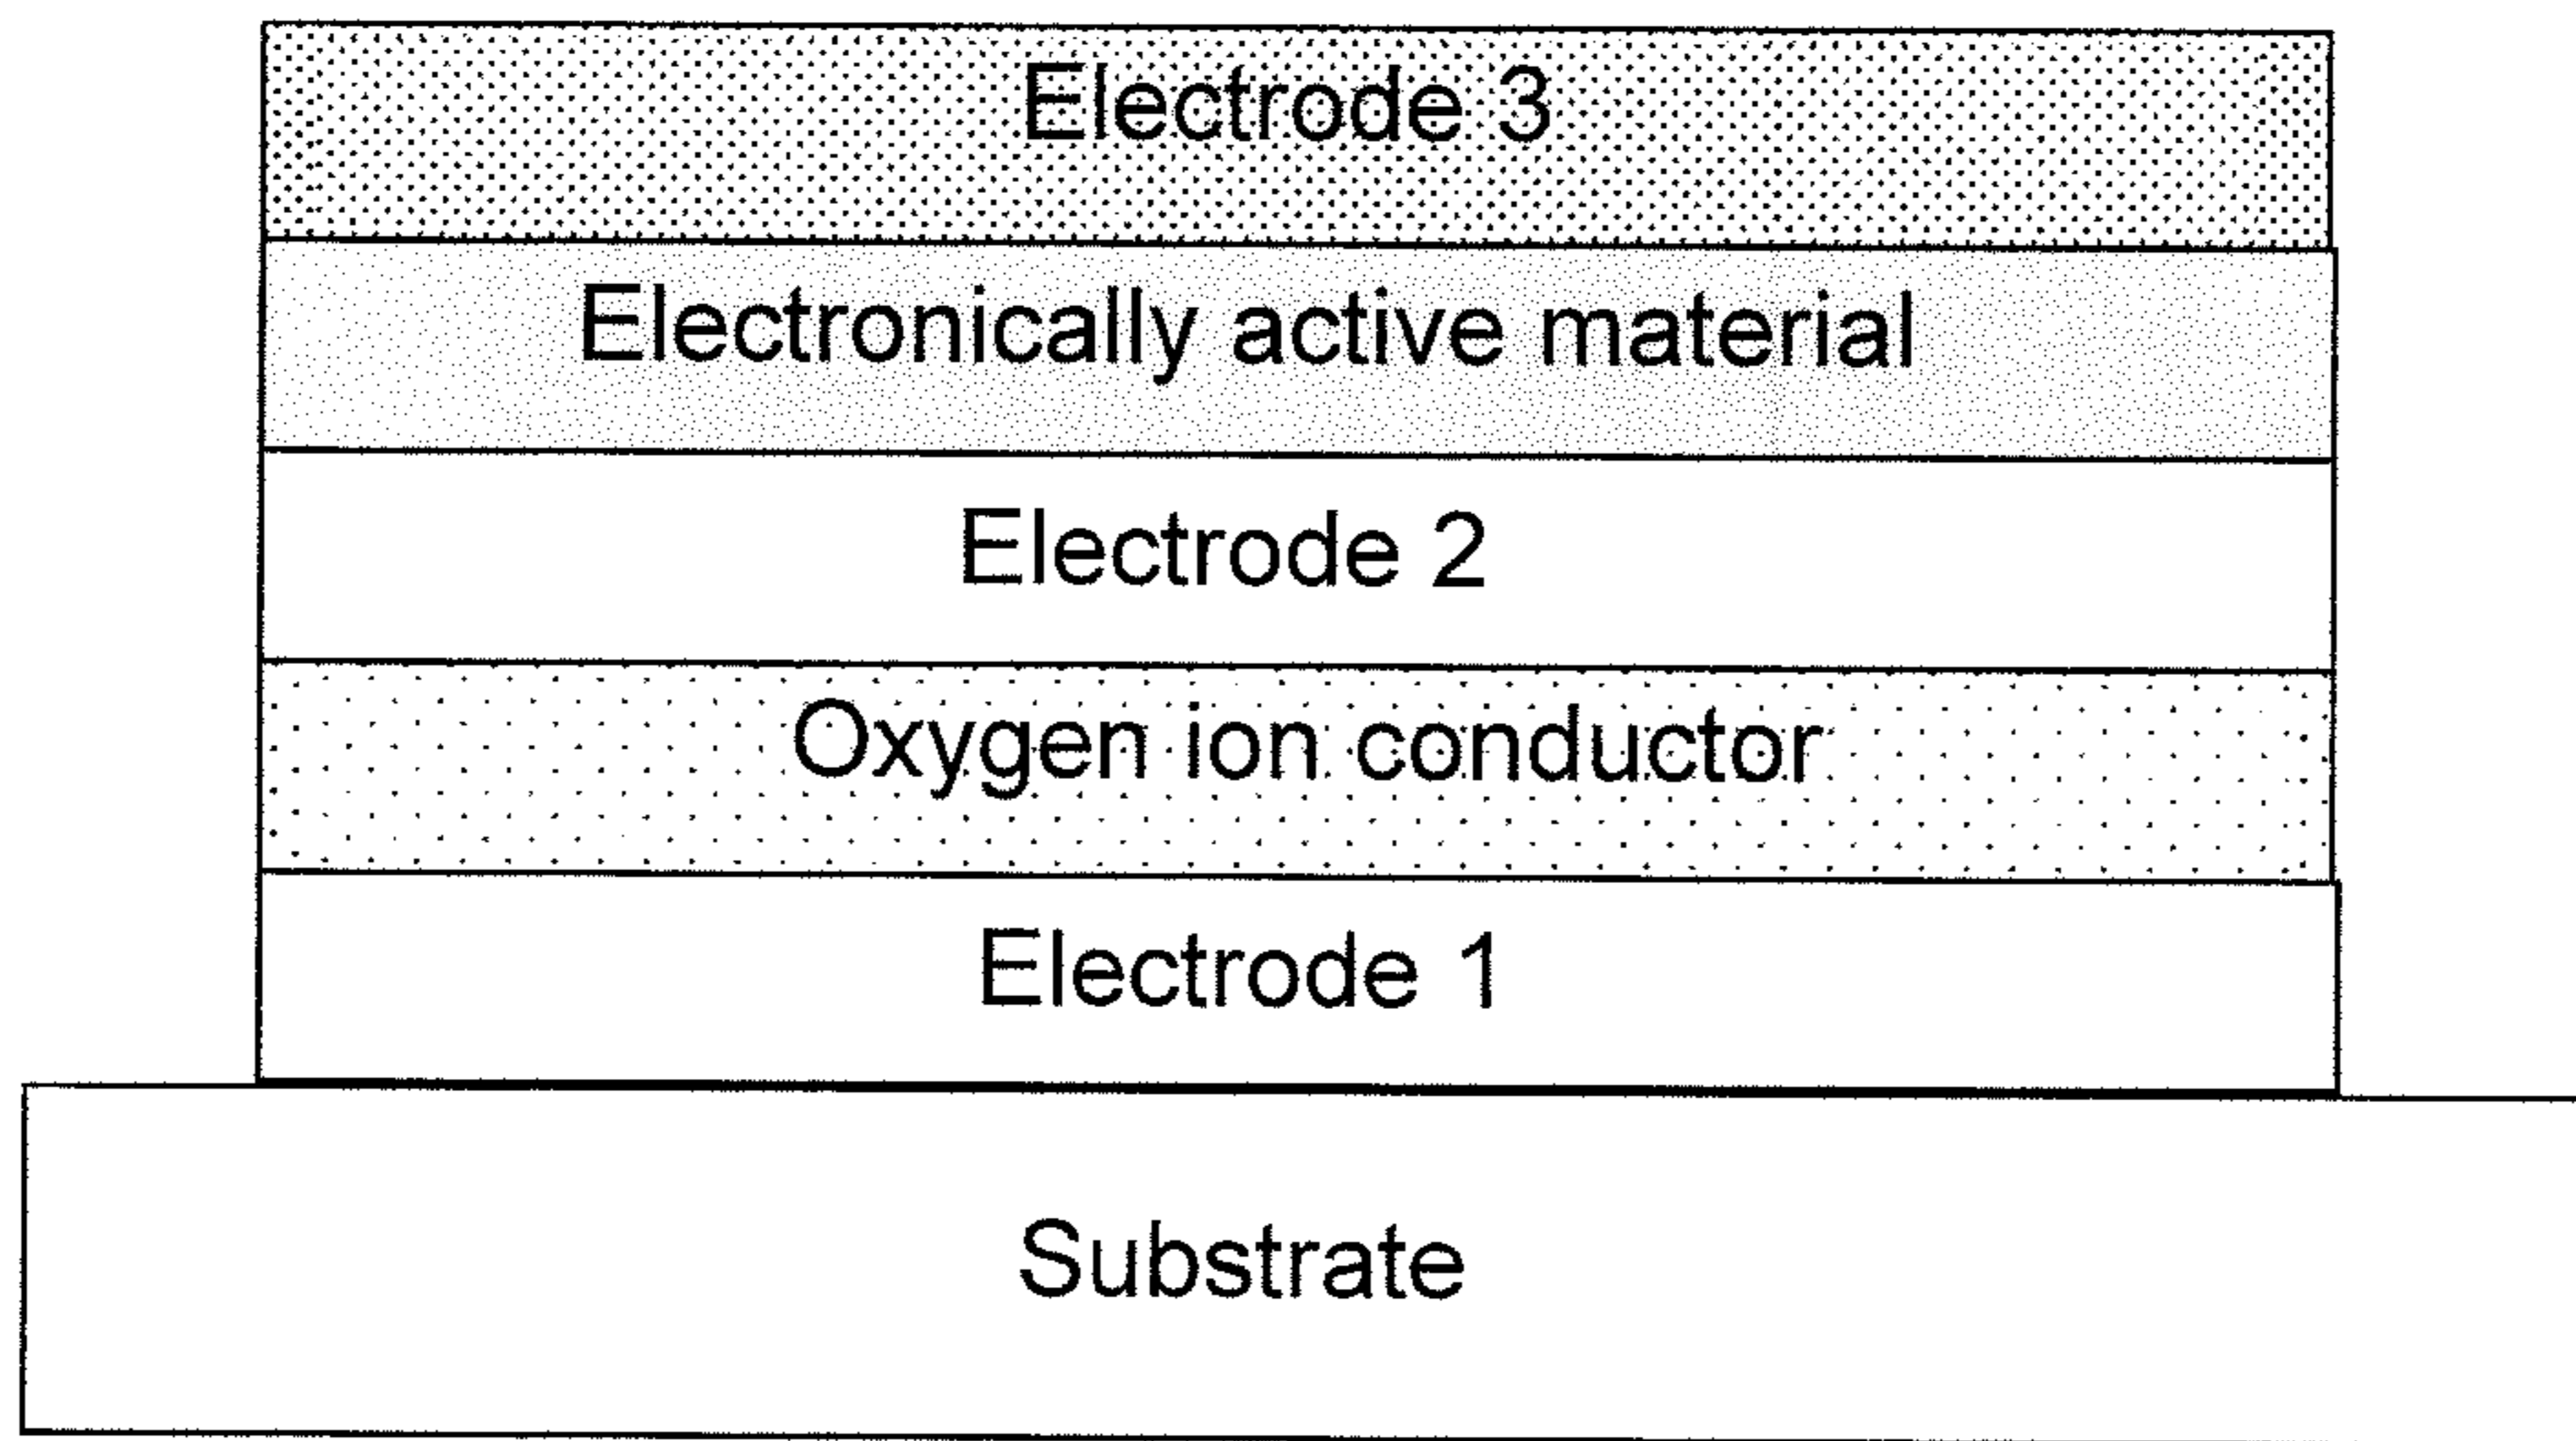 Electrode 3
Electronically active material
Electrode 2
Oxygen ion conductor
Electrode 1
Substrate